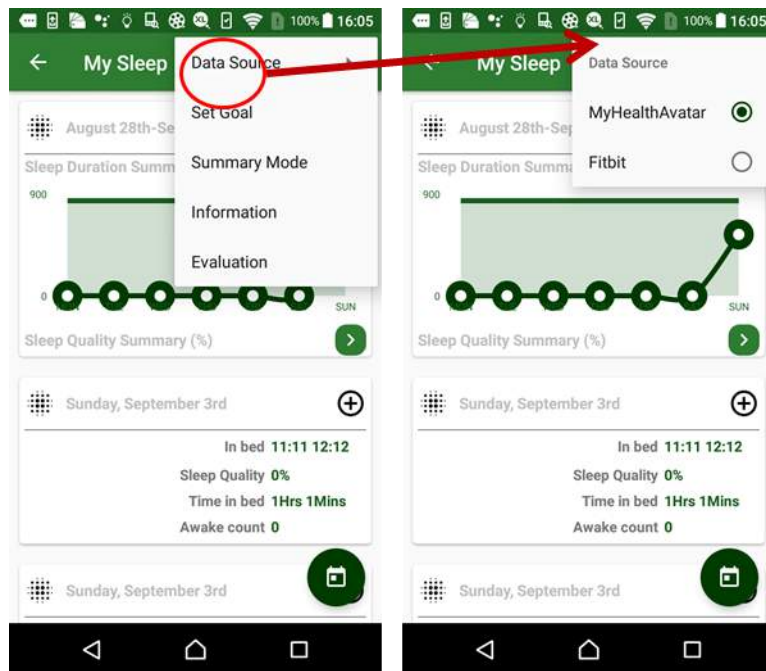 100% 16:05
My Sleep
Data Source
Set Goal
Summary Mode
Information
Evaluation
August 28th-Se
Sleep Duration Summ
900
0
SUN
Sleep Quality Summary (%)
Sunday, September 3rd
In bed 11:11 12:12
Sleep Quality 0%
Time in bed 1Hrs 1Mins
Awake count 0
Sunday, September 3rd
100% 16:05
My Sleep
Data Source
MyHealthAvatar
Fitbit
August 28th-Sep
Sleep Duration Summa
900
0
SUN
Sleep Quality Summary (%)
Sunday, September 3rd
In bed 11:11 12:12
Sleep Quality 0%
Time in bed 1Hrs 1Mins
Awake count 0
Sunday, September 3rd